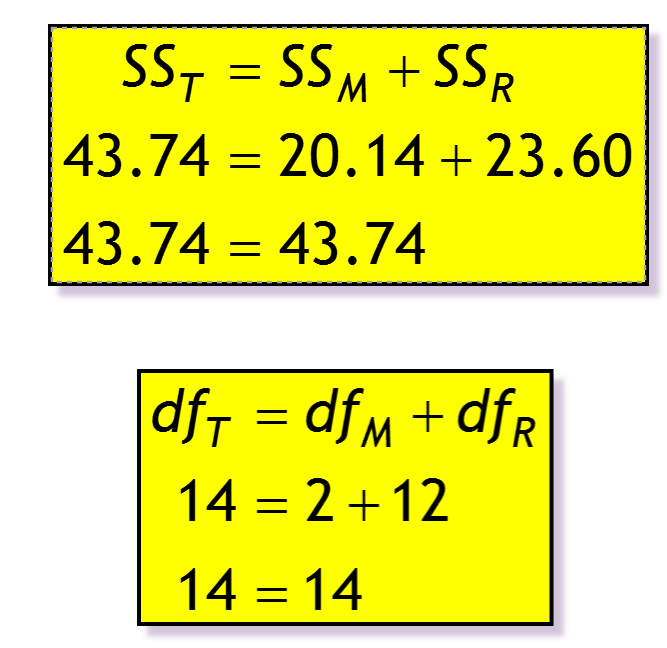 SS_T = SS_M + SS_R
43.74 = 20.14 + 23.60
43.74 = 43.74
df_T = df_M + df_R
14 = 2 + 12
14 = 14